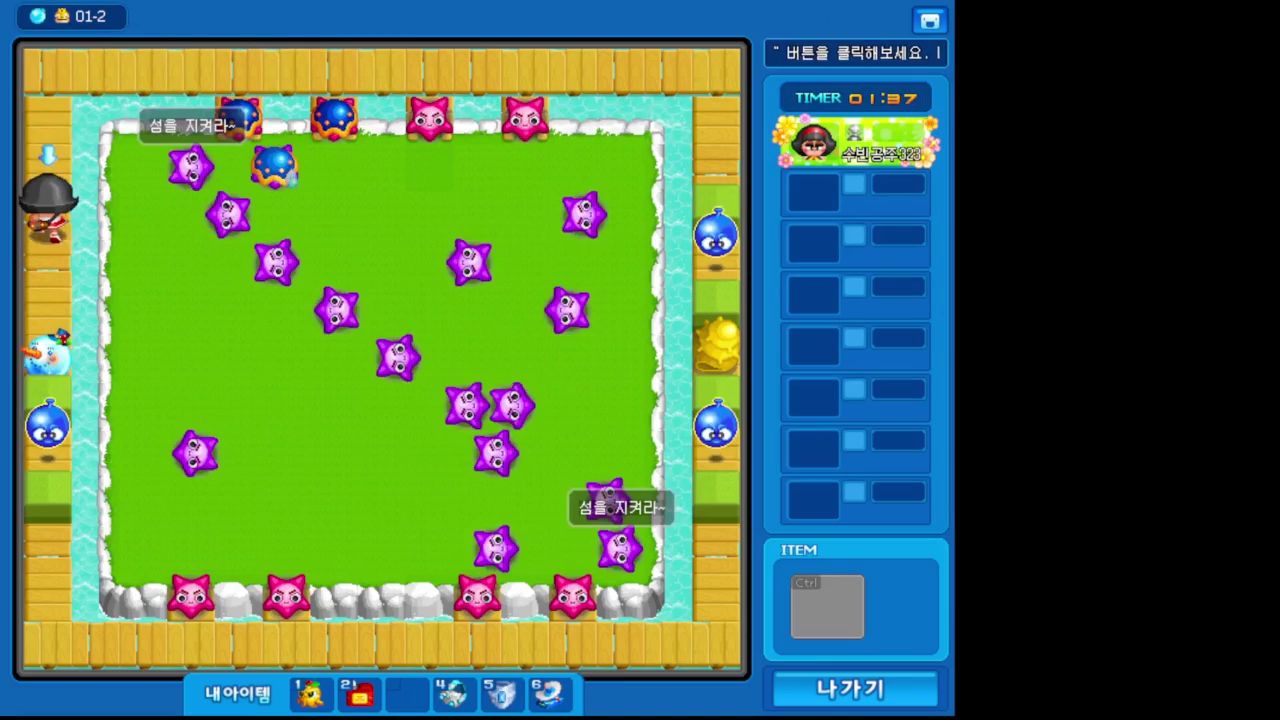 01-2
" 버튼을 클릭해보세요. I
TIMER 01:37
수빈공주323
섬을 지켜라~
섬을 지켜라~
ITEM
Ctrl
내아이템 1 2 4 5 6
나가기